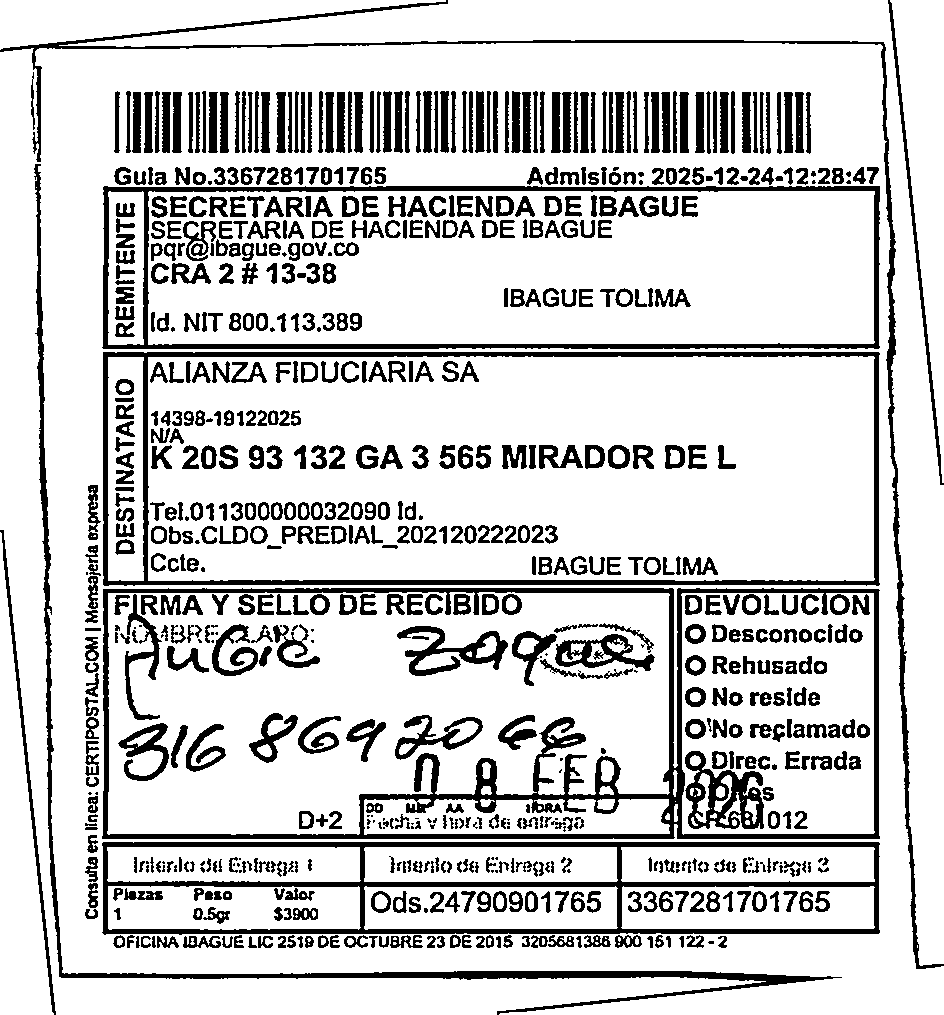 Guia No.3367281701765 Admisión: 2025-12-24-12:28:47
REMITENTE
SECRETARIA DE HACIENDA DE IBAGUE
SECRETARIA DE HACIENDA DE IBAGUE
pqr@ibague.gov.co
CRA 2 # 13-38
IBAGUE TOLIMA
Id. NIT 800.113.389
DESTINATARIO
ALIANZA FIDUCIARIA SA
14398-19122025
N/A
K 20S 93 132 GA 3 565 MIRADOR DE L
Tel.011300000032090 Id.
Obs.CLDO_PREDIAL_202120222023
Ccte. IBAGUE TOLIMA
Consulta en línea: CERTIPOSTAL.COM | Mensajería expresa
FIRMA Y SELLO DE RECIBIDO
NOMBRE CLARO:
Angie
316 869 20 66
08 FEB 2026
D+2
DD MM AA HORA
Fecha y hora de entrega
DEVOLUCION
Desconocido
Rehusado
No reside
No reclamado
Direc. Errada
Otros
Intento de Entrega 1 Intento de Entrega 2 Intento de Entrega 3
Piezas Peso Valor
1 0.5gr $3900
Ods.24790901765 3367281701765
OFICINA IBAGUE LIC 2519 DE OCTUBRE 23 DE 2015 3205681388 900 151 122 - 2